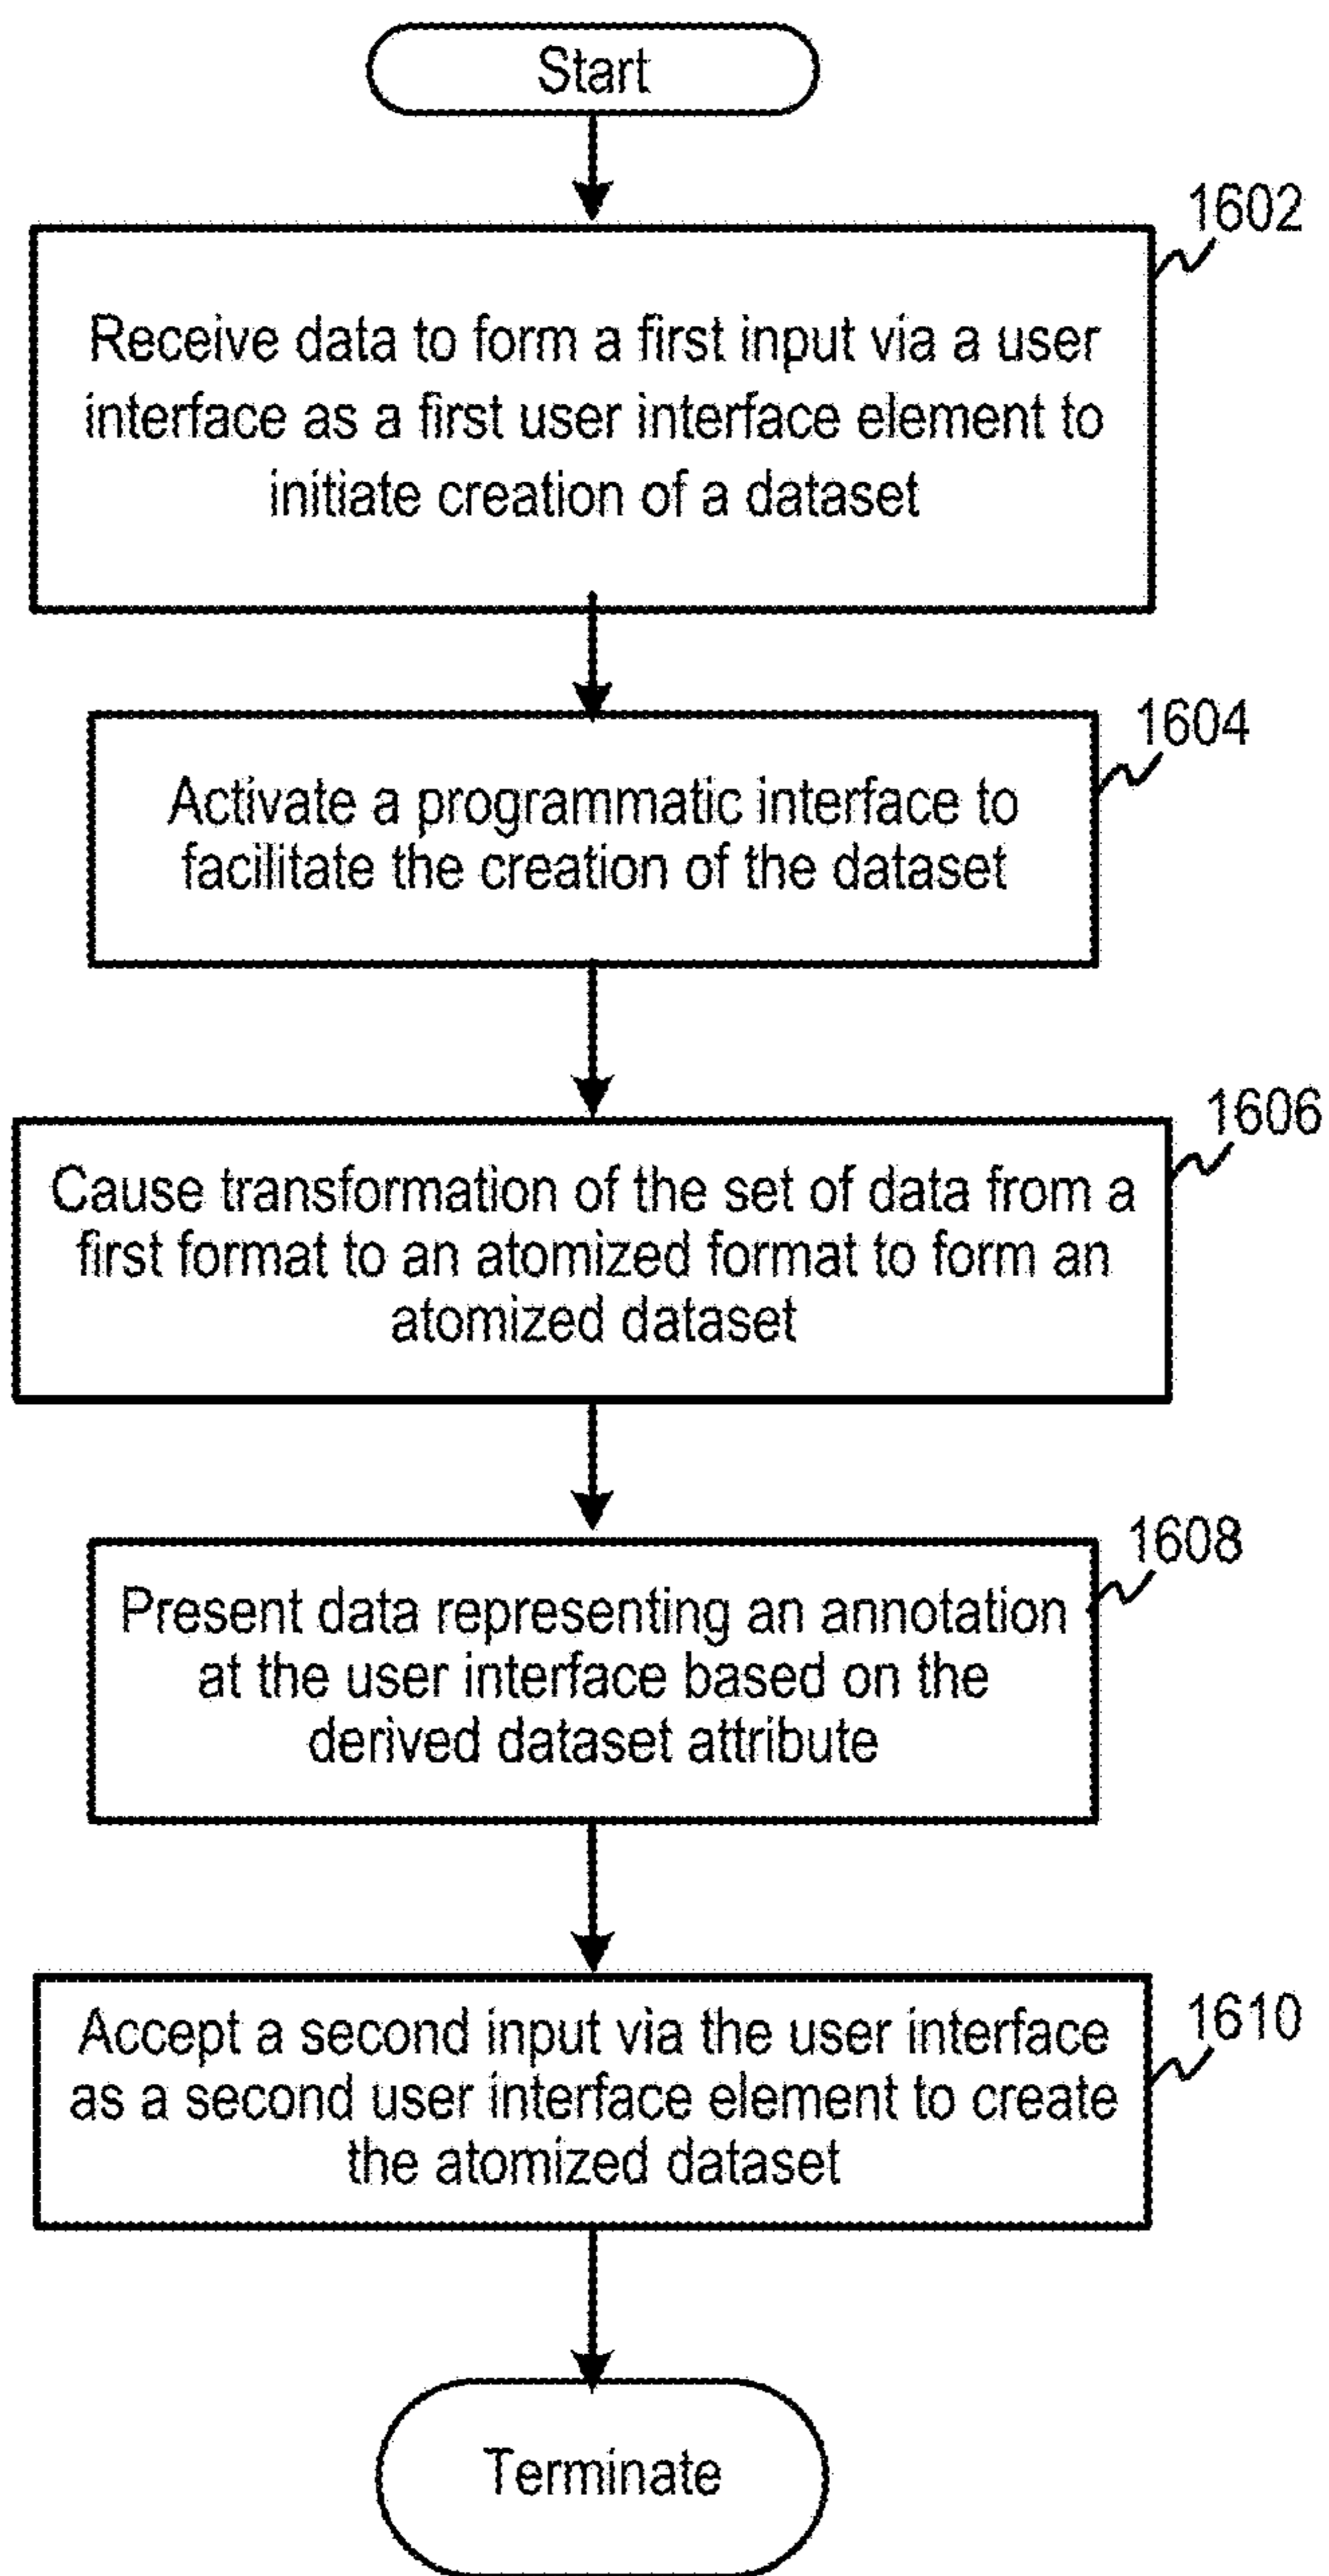 Start
1602
Receive data to form a first input via a user
interface as a first user interface element to
initiate creation of a dataset
1604
Activate a programmatic interface to
facilitate the creation of the dataset
1606
Cause transformation of the set of data from a
first format to an atomized format to form an
atomized dataset
1608
Present data representing an annotation
at the user interface based on the
derived dataset attribute
1610
Accept a second input via the user interface
as a second user interface element to create
the atomized dataset
Terminate